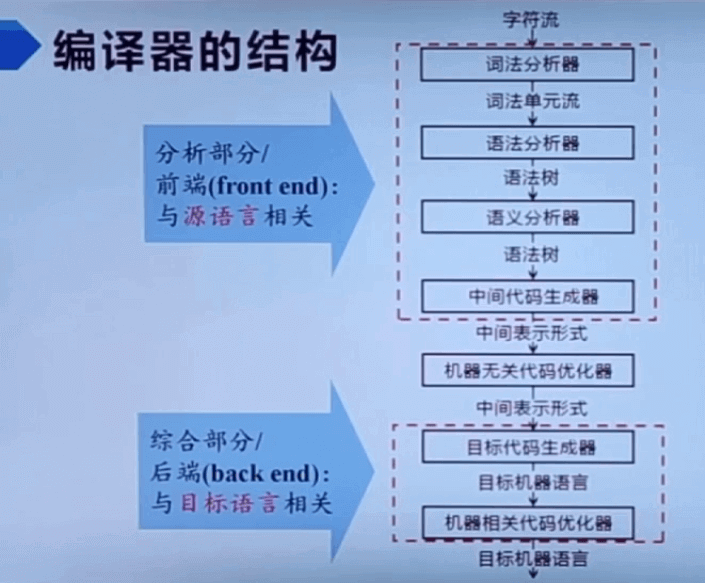 编译器的结构
分析部分/
前端(front end):
与源语言相关
综合部分/
后端(back end):
与目标语言相关
字符流
词法分析器
词法单元流
语法分析器
语法树
语义分析器
语法树
中间代码生成器
中间表示形式
机器无关代码优化器
中间表示形式
目标代码生成器
目标机器语言
机器相关代码优化器
目标机器语言